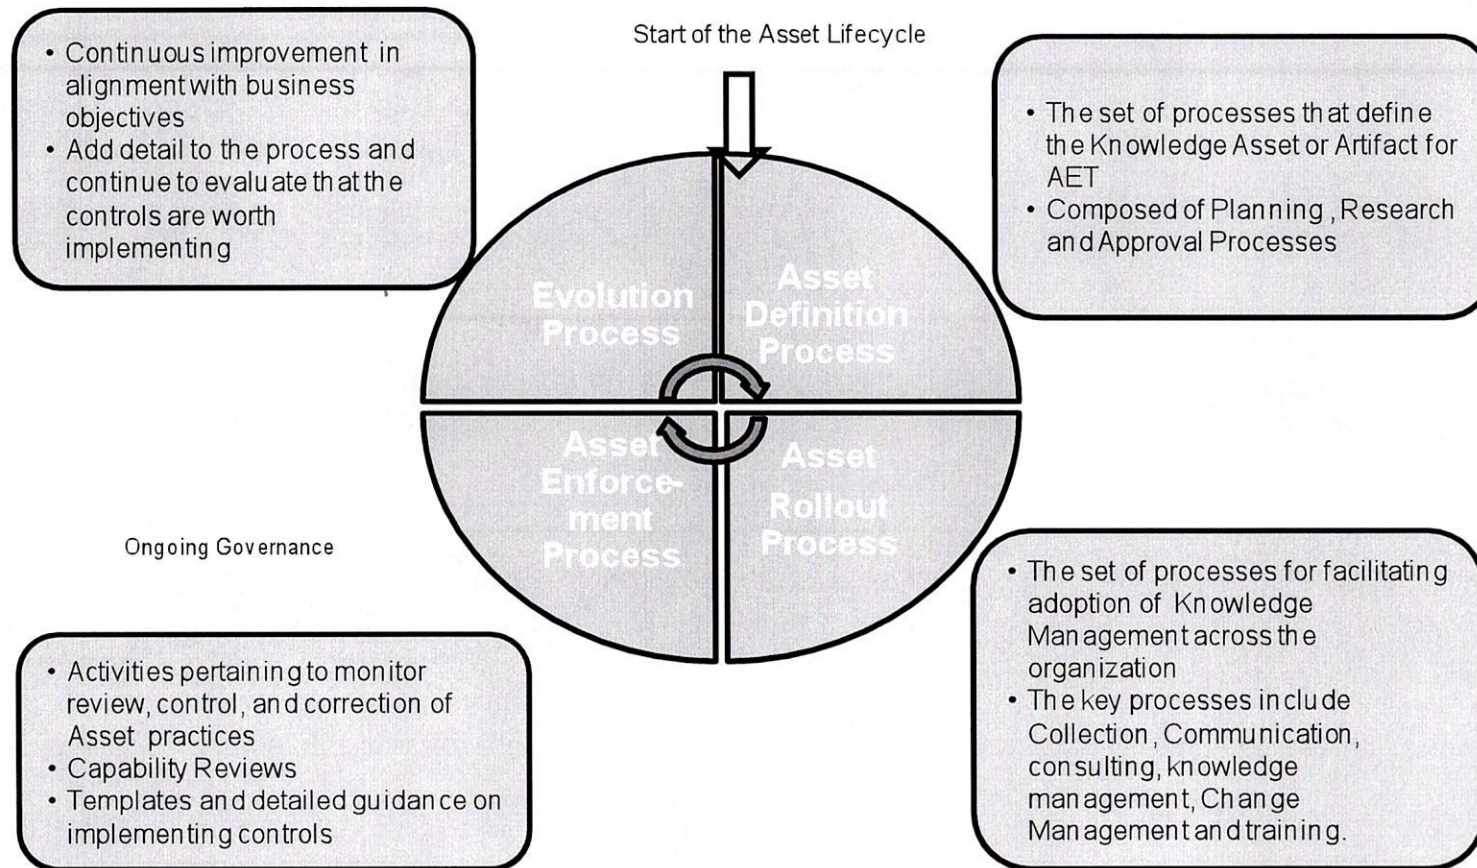 Start of the Asset Lifecycle
• Continuous improvement in
alignment with business
objectives
• Add detail to the process and
continue to evaluate that the
controls are worth
implementing
• The set of processes that define
the Knowledge Asset or Artifact for
AET
• Composed of Planning, Research
and Approval Processes
Evolution
Process
Asset
Definition
Process
Asset
Enforce-
ment
Process
Asset
Rollout
Process
Ongoing Governance
• Activities pertaining to monitor
review, control, and correction of
Asset practices
• Capability Reviews
• Templates and detailed guidance on
implementing controls
• The set of processes for facilitating
adoption of Knowledge
Management across the
organization
• The key processes include
Collection, Communication,
consulting, knowledge
management, Change
Management and training.